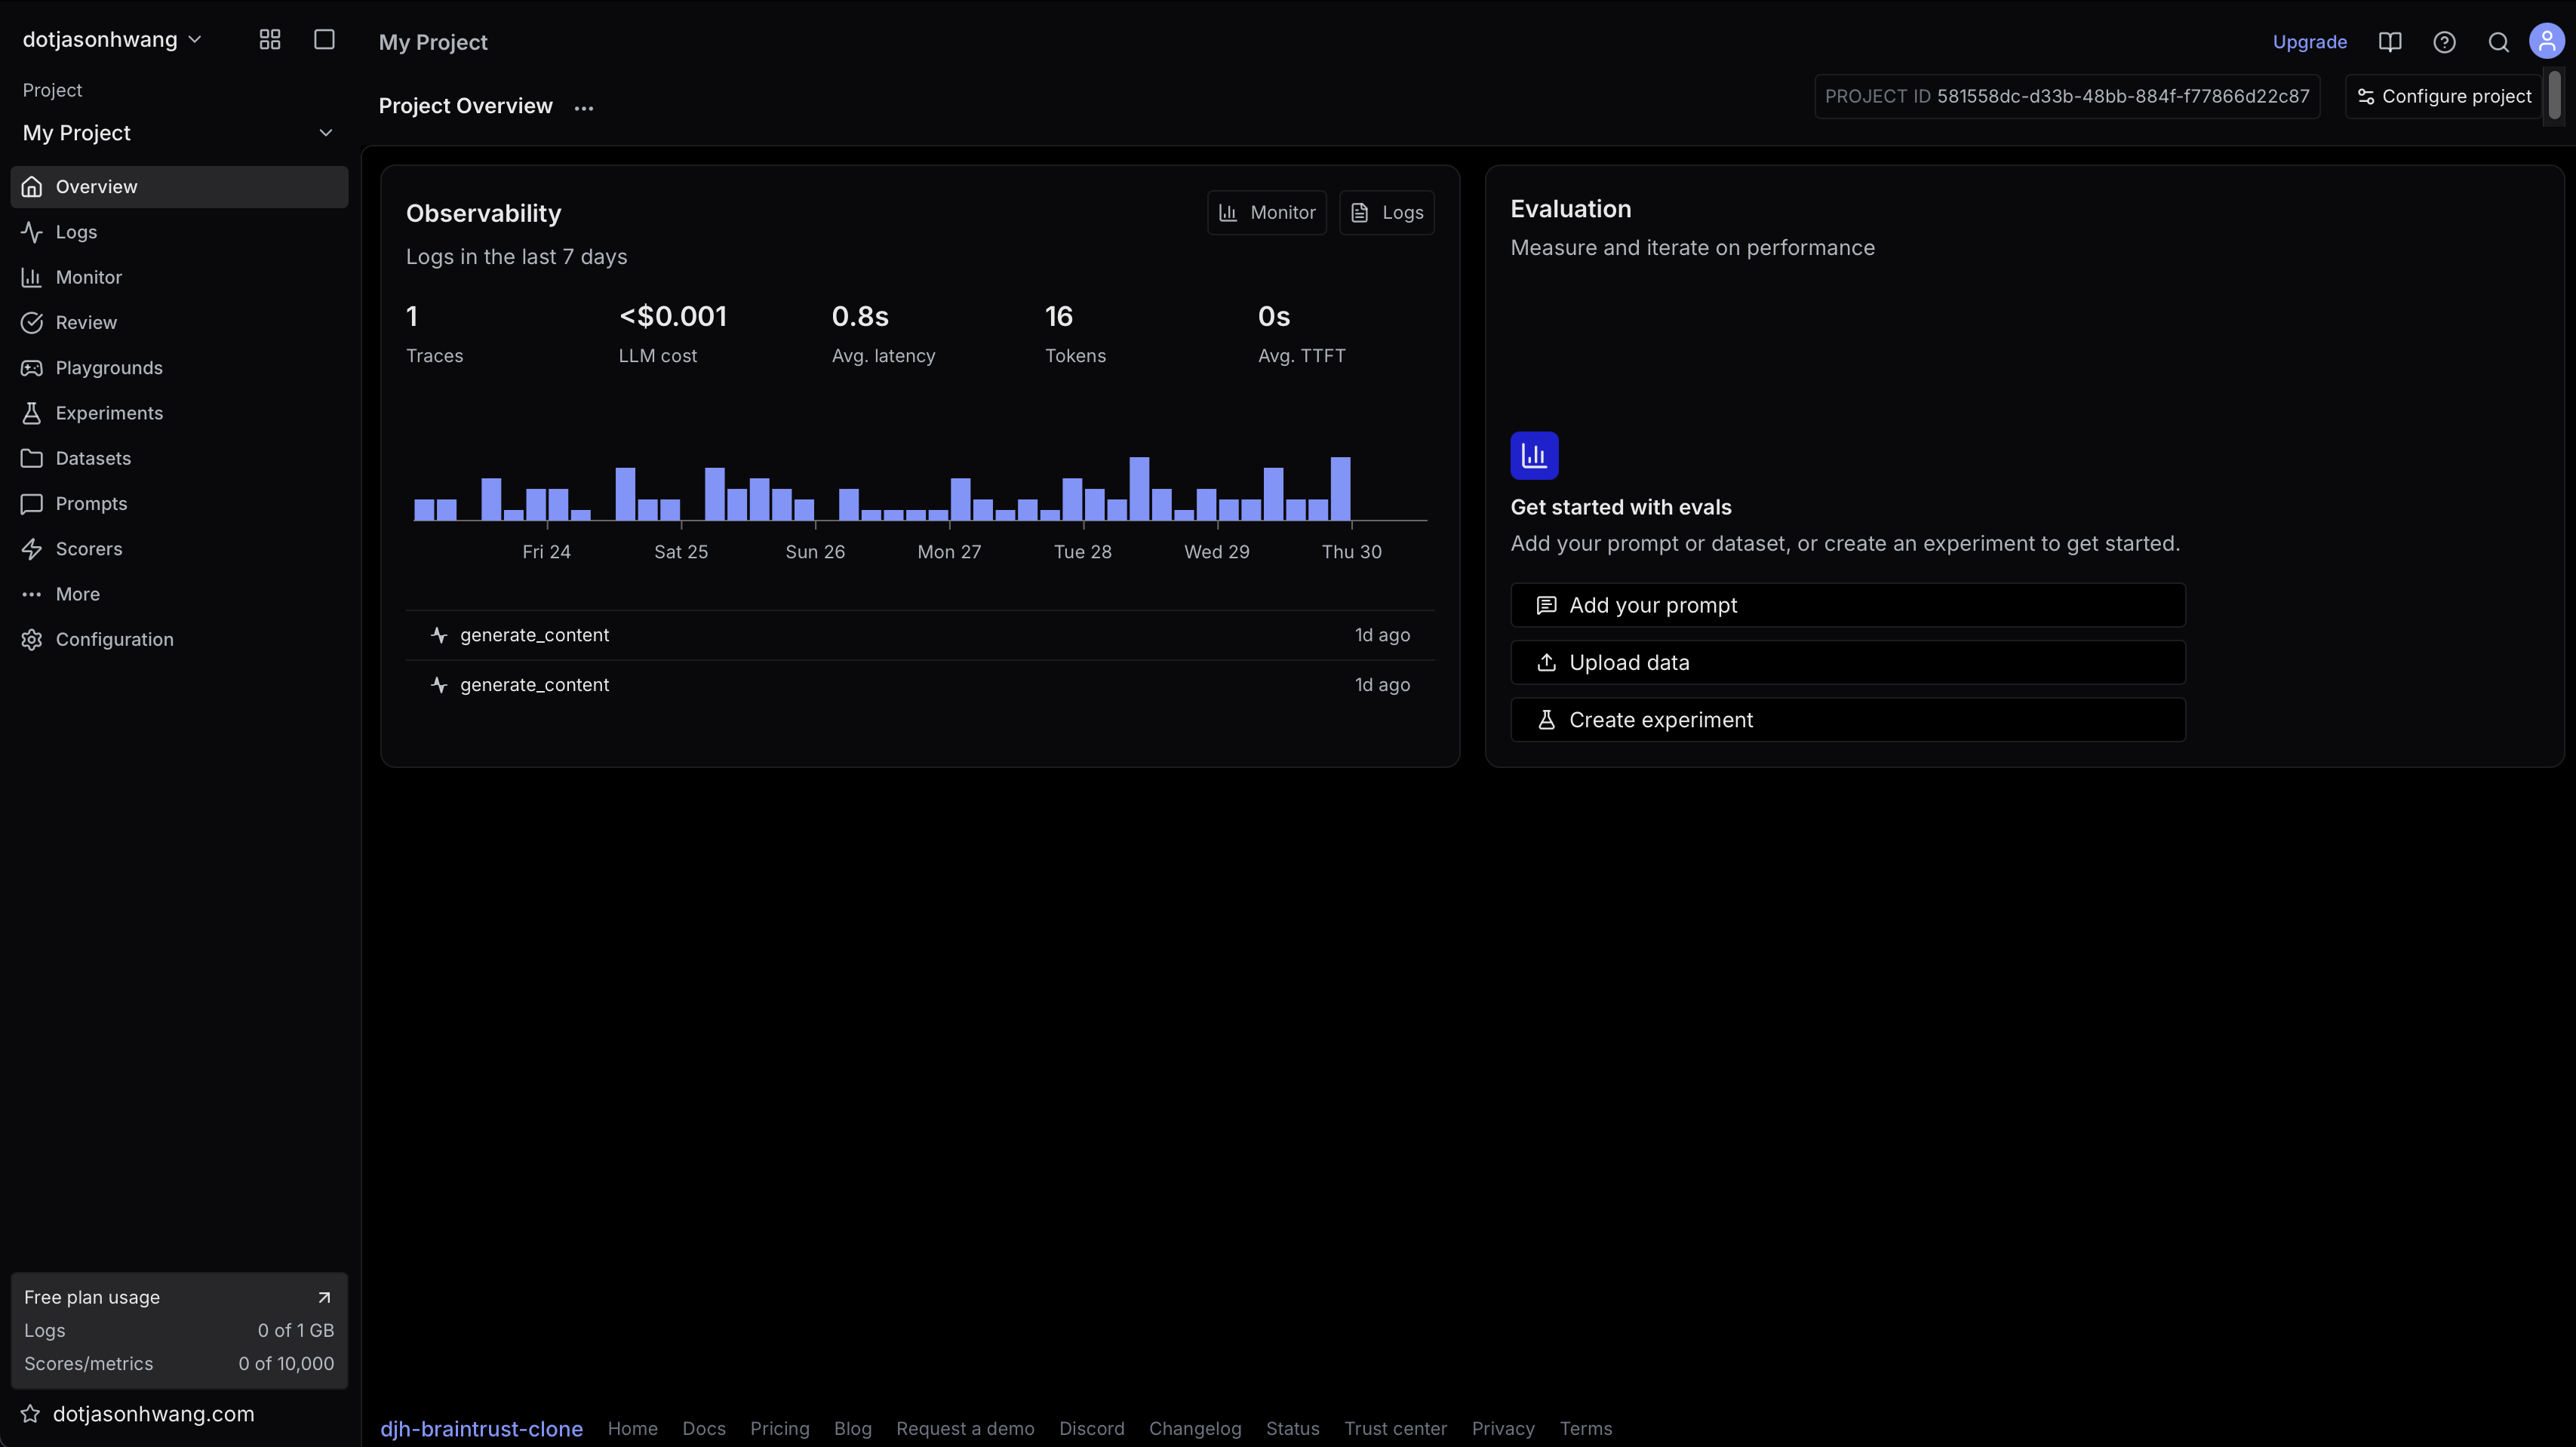 dotjasonhwang
Project
My Project
Overview
Logs
Monitor
Review
Playgrounds
Experiments
Datasets
Prompts
Scorers
More
Configuration
Free plan usage
Logs 0 of 1 GB
Scores/metrics 0 of 10,000
dotjasonhwang.com
My Project
Upgrade
Project Overview
PROJECT ID 581558dc-d33b-48bb-884f-f77866d22c87
Configure project
Observability
Monitor
Logs
Logs in the last 7 days
1 <$0.001 0.8s 16 0s
Traces LLM cost Avg. latency Tokens Avg. TTFT
Fri 24 Sat 25 Sun 26 Mon 27 Tue 28 Wed 29 Thu 30
generate_content 1d ago
generate_content 1d ago
Evaluation
Measure and iterate on performance
Get started with evals
Add your prompt or dataset, or create an experiment to get started.
Add your prompt
Upload data
Create experiment
djh-braintrust-clone Home Docs Pricing Blog Request a demo Discord Changelog Status Trust center Privacy Terms